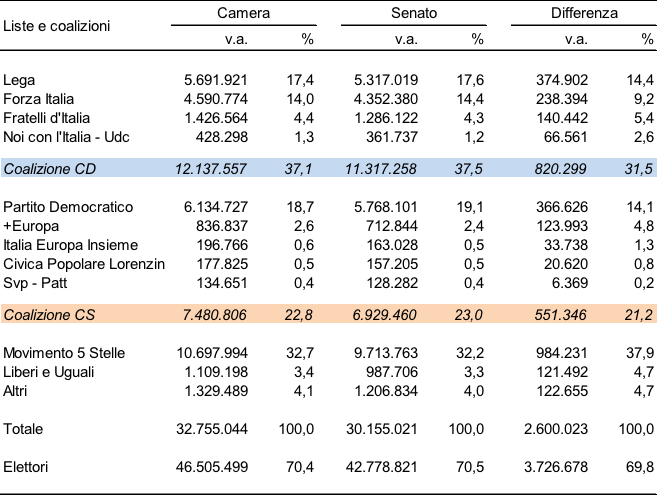 Liste e coalizioni Camera Senato Differenza
v.a. % v.a. % v.a. %
Lega 5.691.921 17,4 5.317.019 17,6 374.902 14,4
Forza Italia 4.590.774 14,0 4.352.380 14,4 238.394 9,2
Fratelli d'Italia 1.426.564 4,4 1.286.122 4,3 140.442 5,4
Noi con l'Italia - Udc 428.298 1,3 361.737 1,2 66.561 2,6
Coalizione CD 12.137.557 37,1 11.317.258 37,5 820.299 31,5
Partito Democratico 6.134.727 18,7 5.768.101 19,1 366.626 14,1
+Europa 836.837 2,6 712.844 2,4 123.993 4,8
Italia Europa Insieme 196.766 0,6 163.028 0,5 33.738 1,3
Civica Popolare Lorenzin 177.825 0,5 157.205 0,5 20.620 0,8
Svp - Patt 134.651 0,4 128.282 0,4 6.369 0,2
Coalizione CS 7.480.806 22,8 6.929.460 23,0 551.346 21,2
Movimento 5 Stelle 10.697.994 32,7 9.713.763 32,2 984.231 37,9
Liberi e Uguali 1.109.198 3,4 987.706 3,3 121.492 4,7
Altri 1.329.489 4,1 1.206.834 4,0 122.655 4,7
Totale 32.755.044 100,0 30.155.021 100,0 2.600.023 100,0
Elettori 46.505.499 70,4 42.778.821 70,5 3.726.678 69,8